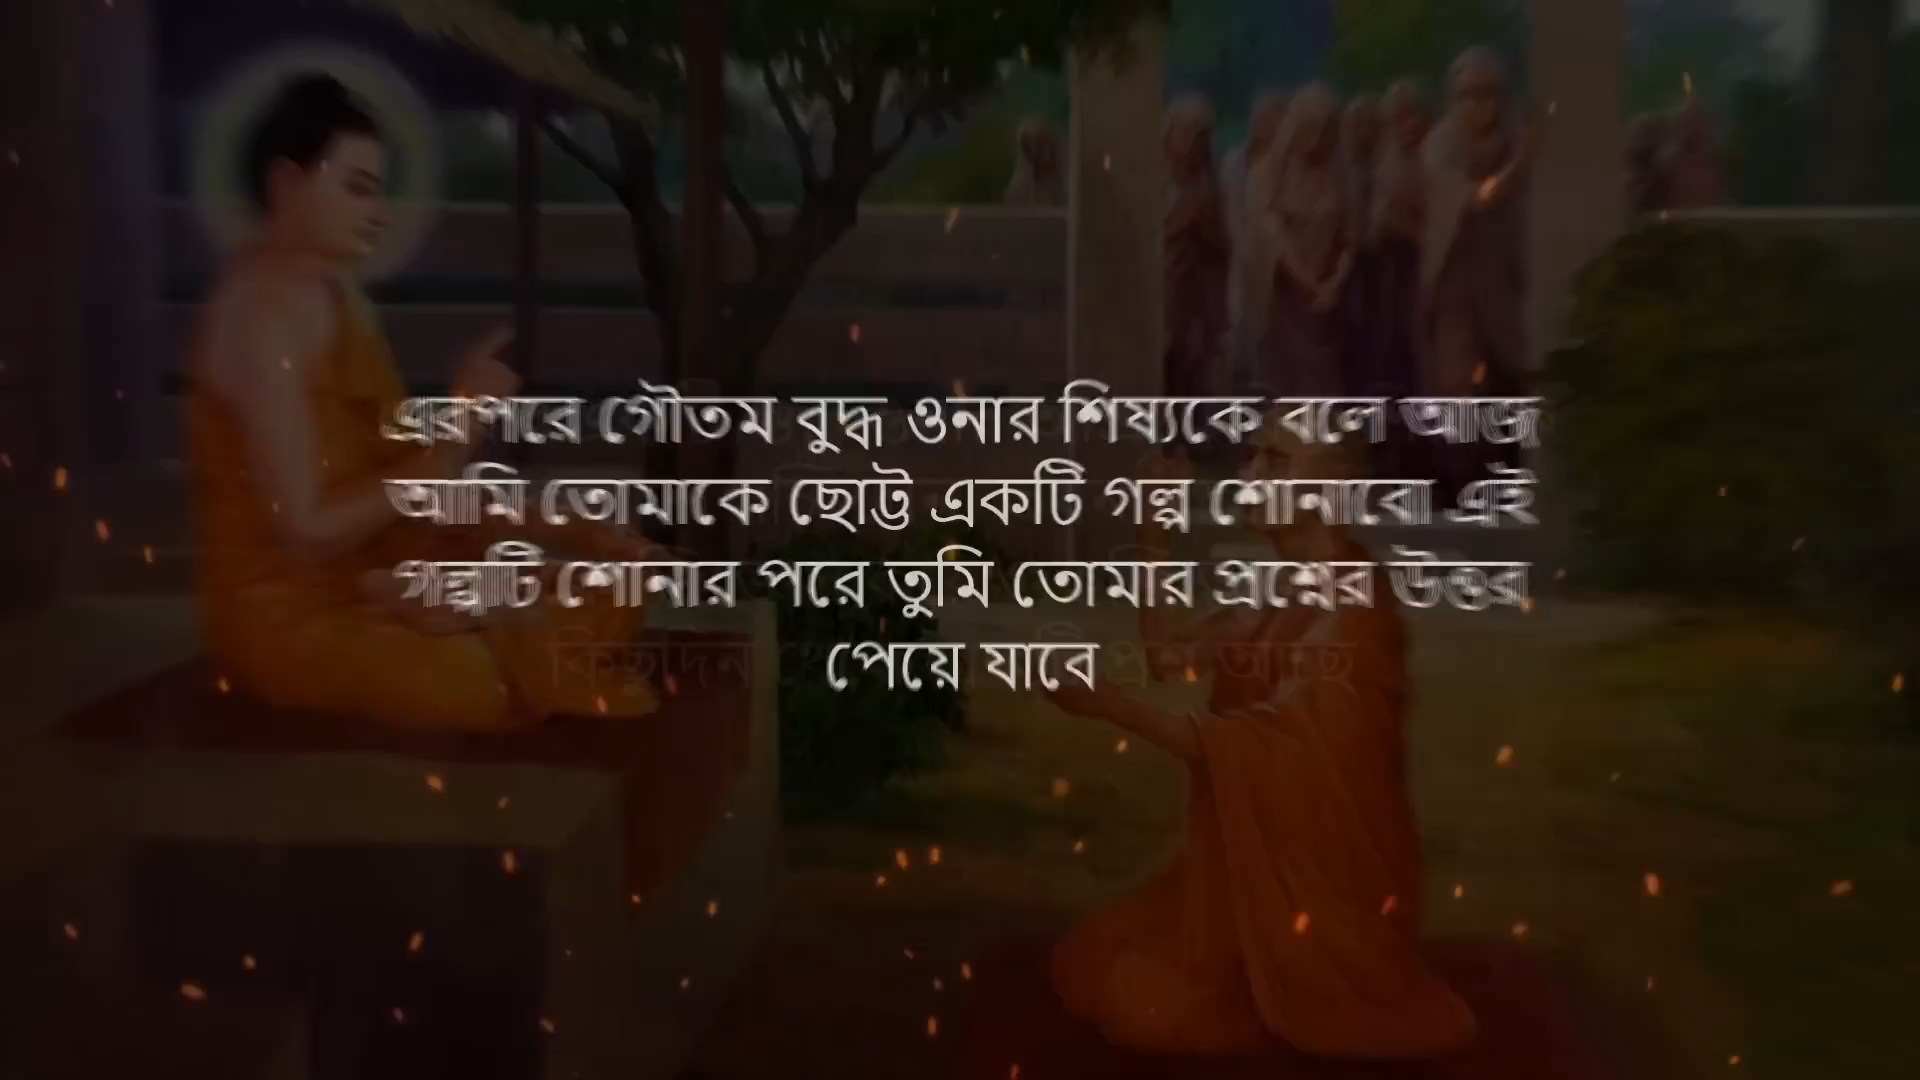 এরপরে গৌতম বুদ্ধ ওনার শিষ্যকে বলে আজ
আমি তোমাকে ছোট্ট একটি গল্প শোনাবো এই
গল্পটি শোনার পরে তুমি তোমার প্রশ্নের উত্তর
পেয়ে যাবে